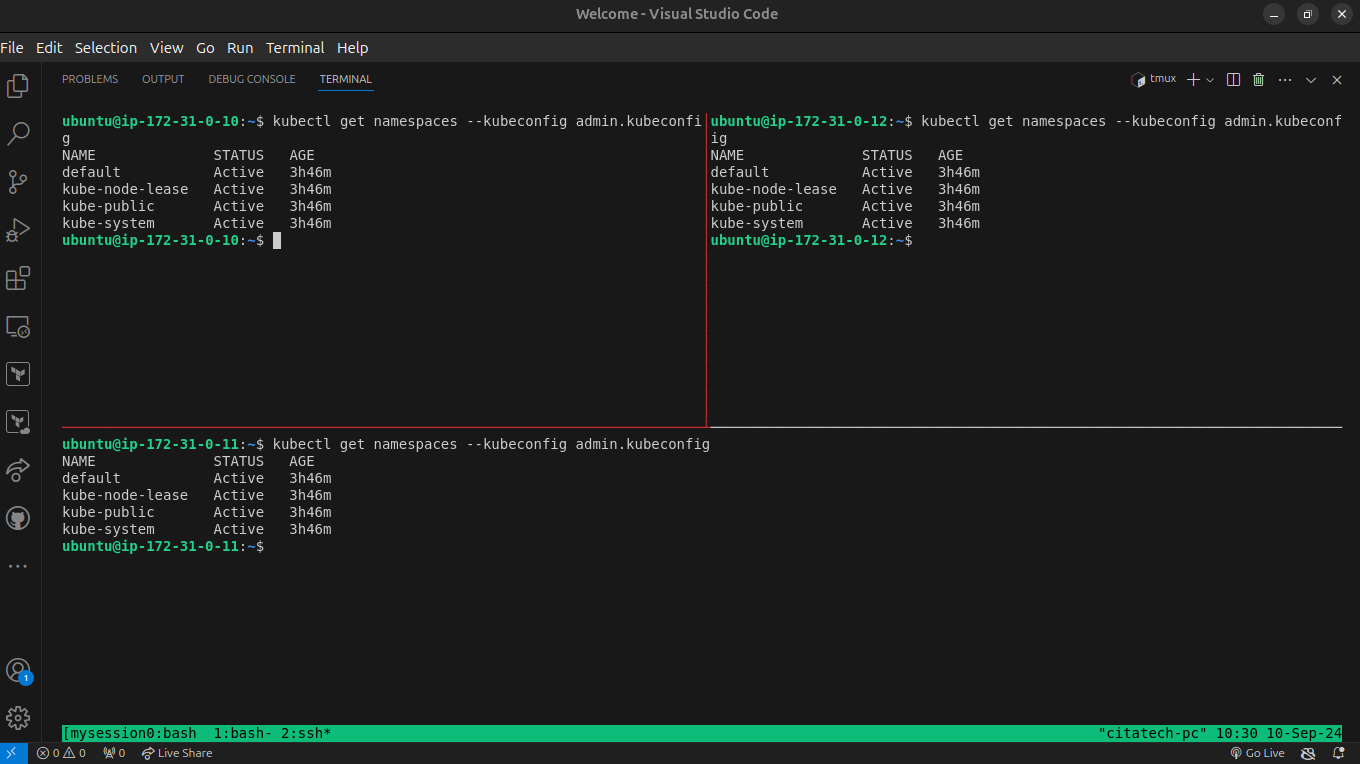 Welcome - Visual Studio Code
File Edit Selection View Go Run Terminal Help
PROBLEMS OUTPUT DEBUG CONSOLE TERMINAL
tmux
ubuntu@ip-172-31-0-10:~$ kubectl get namespaces --kubeconfig admin.kubeconfi
g
NAME              STATUS   AGE
default           Active   3h46m
kube-node-lease   Active   3h46m
kube-public       Active   3h46m
kube-system       Active   3h46m
ubuntu@ip-172-31-0-10:~$
ubuntu@ip-172-31-0-12:~$ kubectl get namespaces --kubeconfig admin.kubeconf
ig
NAME              STATUS   AGE
default           Active   3h46m
kube-node-lease   Active   3h46m
kube-public       Active   3h46m
kube-system       Active   3h46m
ubuntu@ip-172-31-0-12:~$
ubuntu@ip-172-31-0-11:~$ kubectl get namespaces --kubeconfig admin.kubeconfig
NAME              STATUS   AGE
default           Active   3h46m
kube-node-lease   Active   3h46m
kube-public       Active   3h46m
kube-system       Active   3h46m
ubuntu@ip-172-31-0-11:~$
1
[mysession0:bash  1:bash- 2:ssh* "citatech-pc" 10:30 10-Sep-24
0 0 0 Live Share Go Live